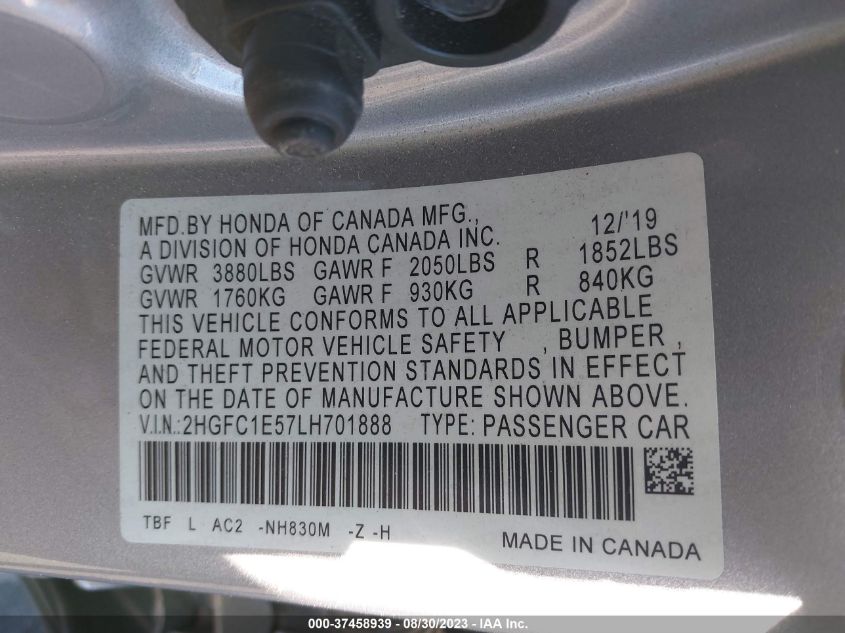 MFD.BY HONDA OF CANADA MFG., 12/'19
A DIVISION OF HONDA CANADA INC.
GVWR 3880LBS GAWR F 2050LBS R 1852LBS
GVWR 1760KG GAWR F 930KG R 840KG
THIS VEHICLE CONFORMS TO ALL APPLICABLE
FEDERAL MOTOR VEHICLE SAFETY , BUMPER ,
AND THEFT PREVENTION STANDARDS IN EFFECT
ON THE DATE OF MANUFACTURE SHOWN ABOVE.
V.I.N.:2HGFC1E57LH701888 TYPE: PASSENGER CAR
TBF L AC2 -NH830M -Z -H
MADE IN CANADA
000-37458939 - 08/30/2023 - IAA Inc.